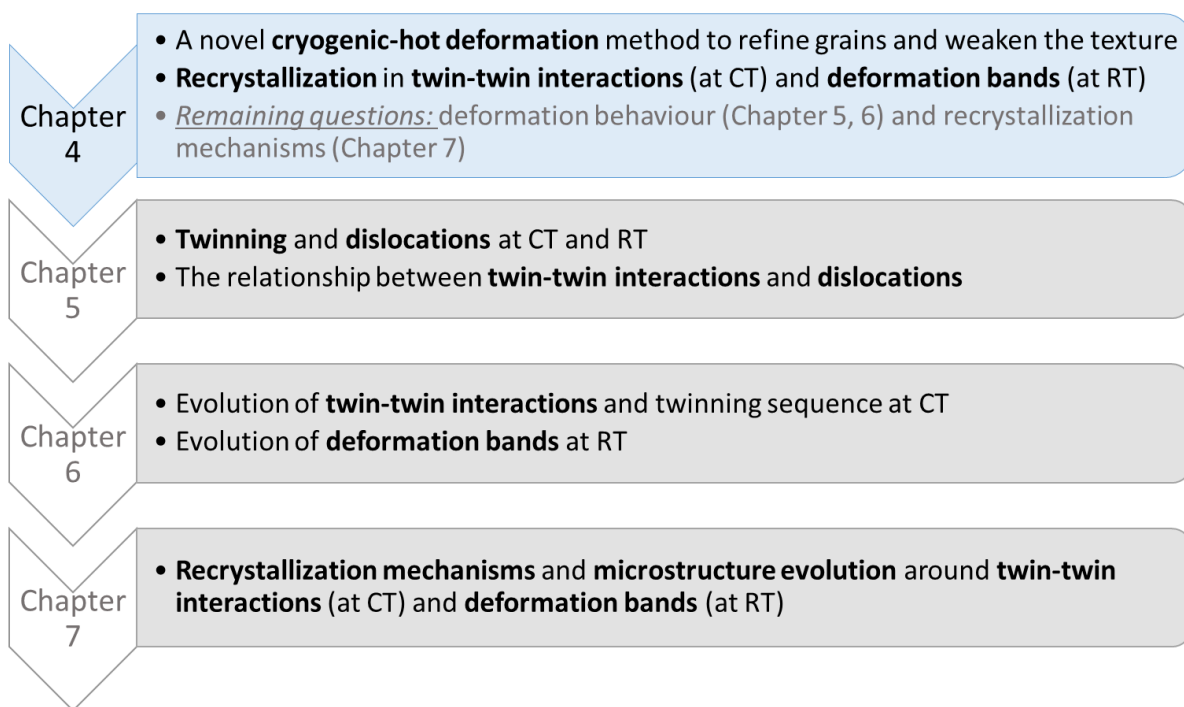 Chapter
4
• A novel cryogenic-hot deformation method to refine grains and weaken the texture
• Recrystallization in twin-twin interactions (at CT) and deformation bands (at RT)
• Remaining questions: deformation behaviour (Chapter 5, 6) and recrystallization
mechanisms (Chapter 7)
Chapter
5
• Twinning and dislocations at CT and RT
• The relationship between twin-twin interactions and dislocations
Chapter
6
• Evolution of twin-twin interactions and twinning sequence at CT
• Evolution of deformation bands at RT
Chapter
7
• Recrystallization mechanisms and microstructure evolution around twin-twin
interactions (at CT) and deformation bands (at RT)